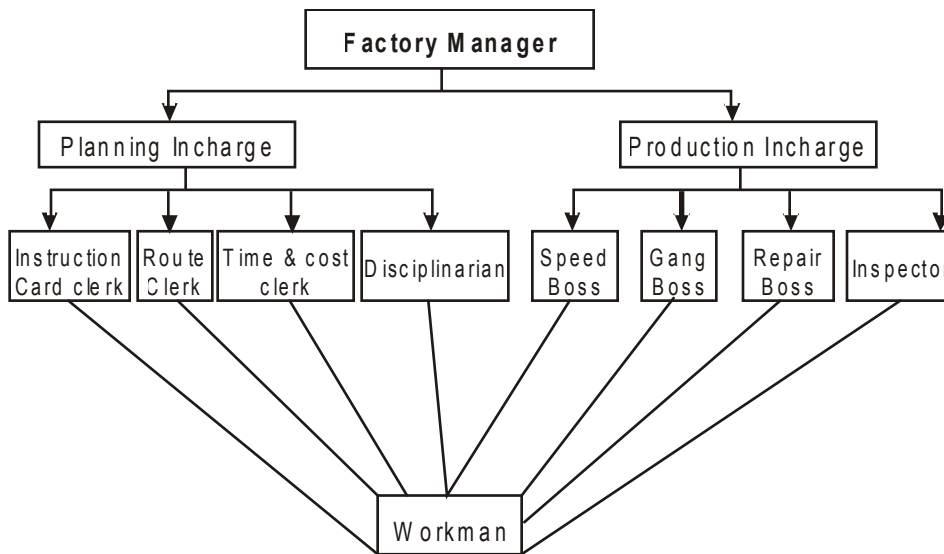 Factory Manager
Planning Incharge
Production Incharge
Instruction
Card clerk
Route
Clerk
Time & cost
clerk
Disciplinarian
Speed
Boss
Gang
Boss
Repair
Boss
Inspector
Workman